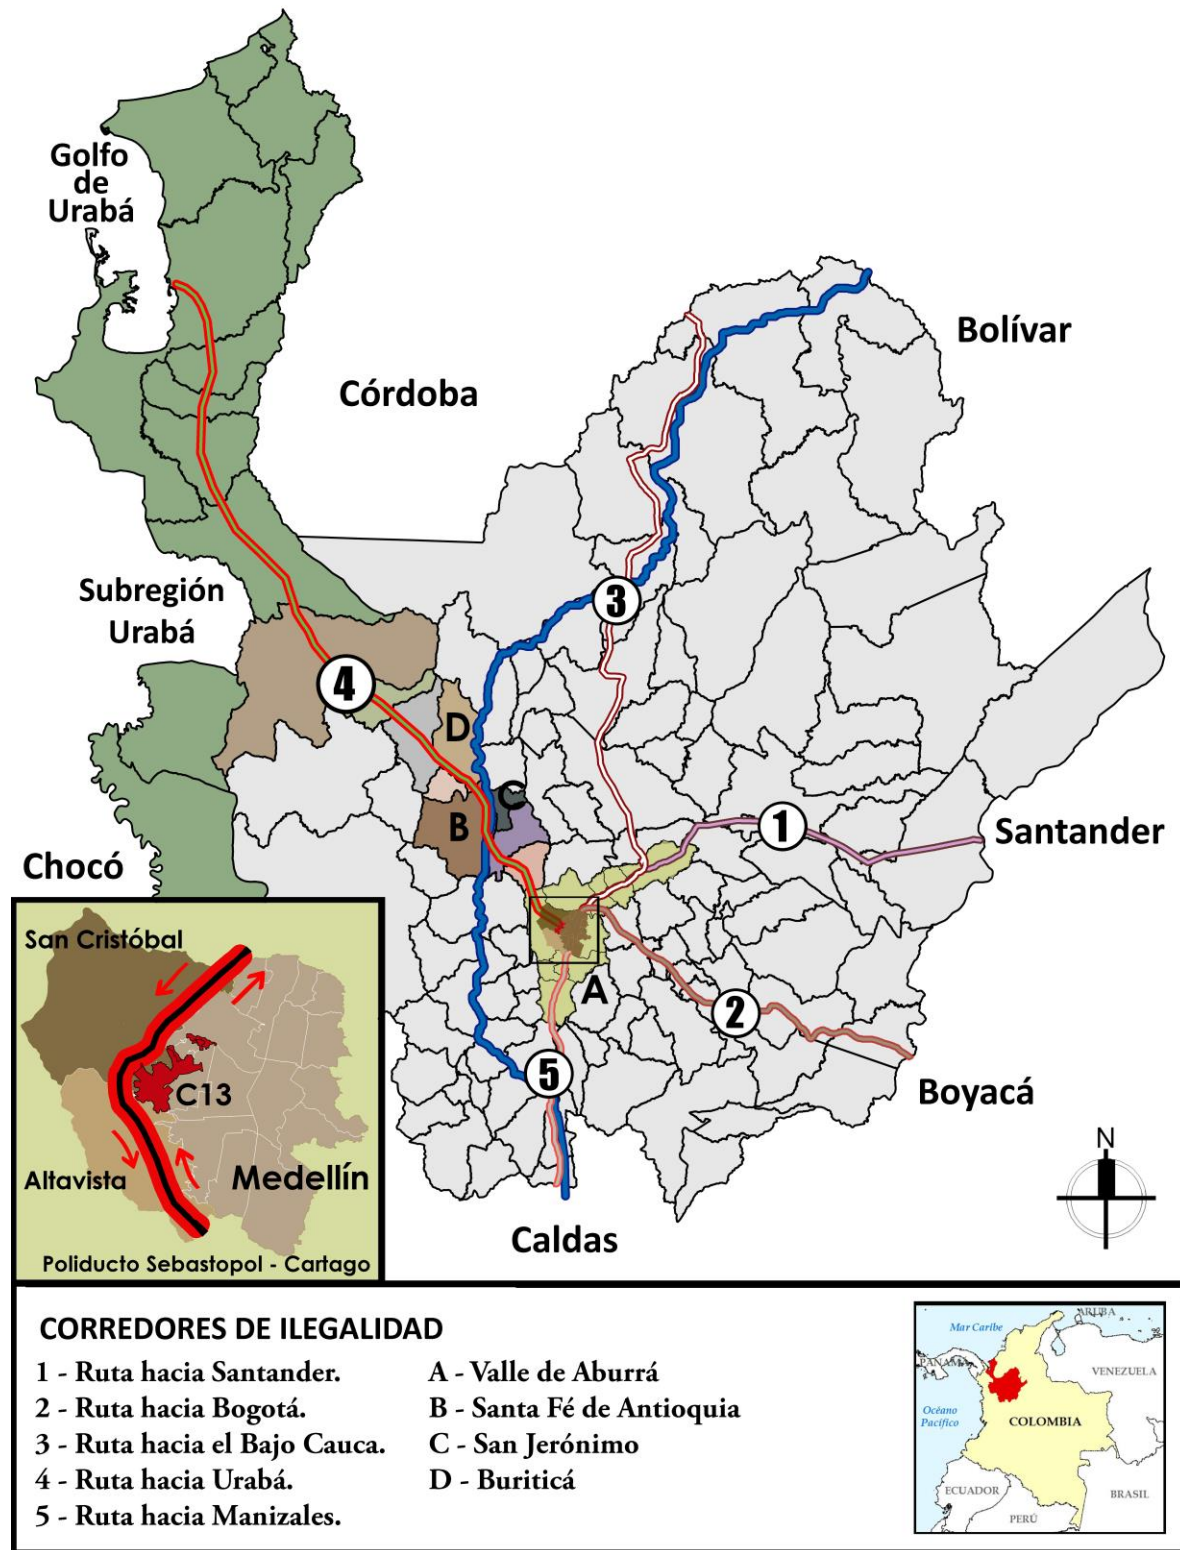 Golfo
de
Urabá
Córdoba
Bolívar
Subregión
Urabá
3
4
D
C
B
1
Santander
Chocó
A
2
5
Boyacá
Caldas
N
San Cristóbal
C13
Altavista
Medellín
Poliducto Sebastopol - Cartago
CORREDORES DE ILEGALIDAD
1 - Ruta hacia Santander.
2 - Ruta hacia Bogotá.
3 - Ruta hacia el Bajo Cauca.
4 - Ruta hacia Urabá.
5 - Ruta hacia Manizales.
A - Valle de Aburrá
B - Santa Fé de Antioquia
C - San Jerónimo
D - Buriticá
Mar Caribe
ARUBA
PANAMÁ
VENEZUELA
Océano
Pacífico
COLOMBIA
ECUADOR
BRASIL
PERÚ